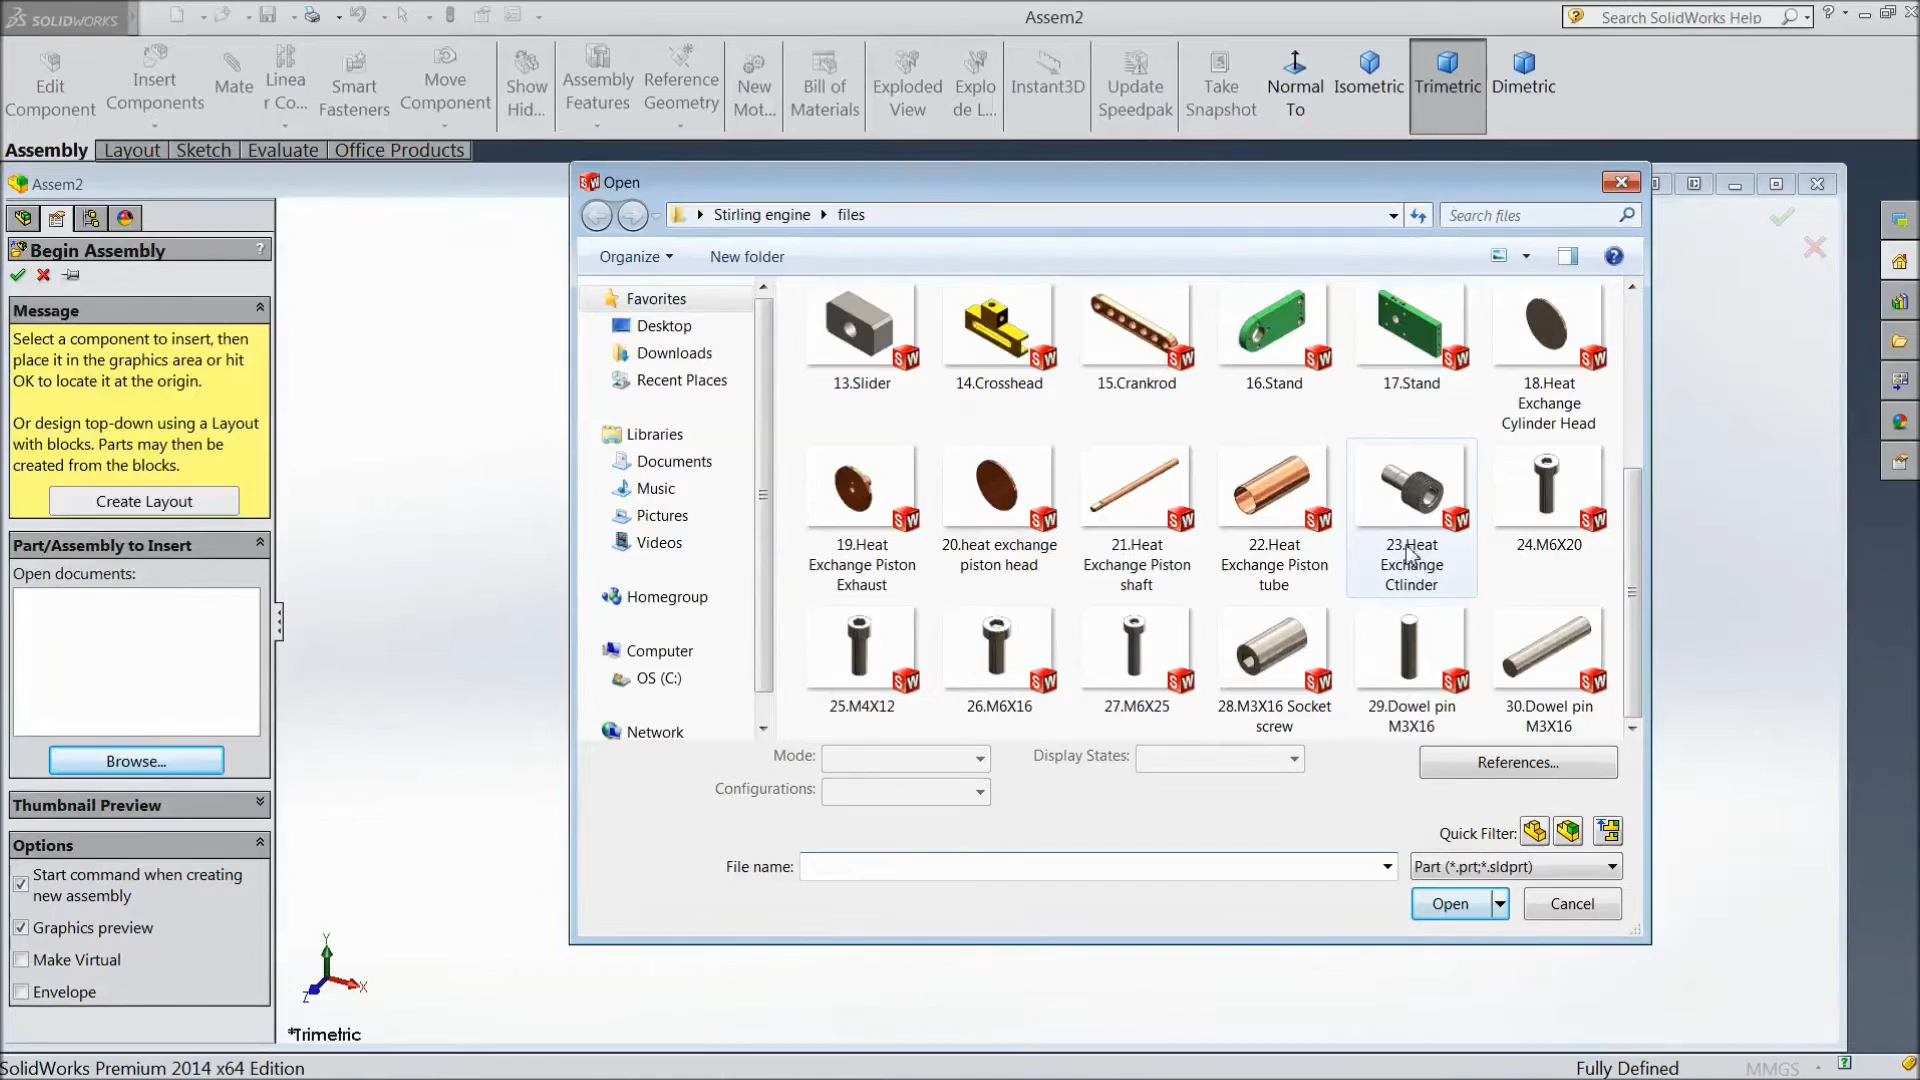 SOLIDWORKS
Assem2
Search SolidWorks Help
Edit Component
Insert Components
Mate
Linea r Co...
Smart Fasteners
Move Component
Show Hid...
Assembly Features
Reference Geometry
New Mot...
Bill of Materials
Exploded View
Explo de L...
Instant3D
Update Speedpak
Take Snapshot
Normal To
Isometric
Trimetric
Dimetric
Assembly
Layout
Sketch
Evaluate
Office Products
Assem2
Begin Assembly
?
Message
Select a component to insert, then
place it in the graphics area or hit
OK to locate it at the origin.
Or design top-down using a Layout
with blocks. Parts may then be
created from the blocks.
Create Layout
Part/Assembly to Insert
Open documents:
Browse...
Thumbnail Preview
Options
Start command when creating
new assembly
Graphics preview
Make Virtual
Envelope
Y
X
Z
*Trimetric
SolidWorks Premium 2014 x64 Edition
Fully Defined
MMGS
Open
Stirling engine
files
Search files
Organize
New folder
Favorites
Desktop
Downloads
Recent Places
Libraries
Documents
Music
Pictures
Videos
Homegroup
Computer
OS (C:)
Network
13.Slider
14.Crosshead
15.Crankrod
16.Stand
17.Stand
18.Heat
Exchange
Cylinder Head
19.Heat
Exchange Piston
Exhaust
20.heat exchange
piston head
21.Heat
Exchange Piston
shaft
22.Heat
Exchange Piston
tube
23.Heat
Exchange
Ctlinder
24.M6X20
25.M4X12
26.M6X16
27.M6X25
28.M3X16 Socket
screw
29.Dowel pin
M3X16
30.Dowel pin
M3X16
Mode:
Display States:
References...
Configurations:
Quick Filter:
File name:
Part (*.prt;*.sldprt)
Open
Cancel